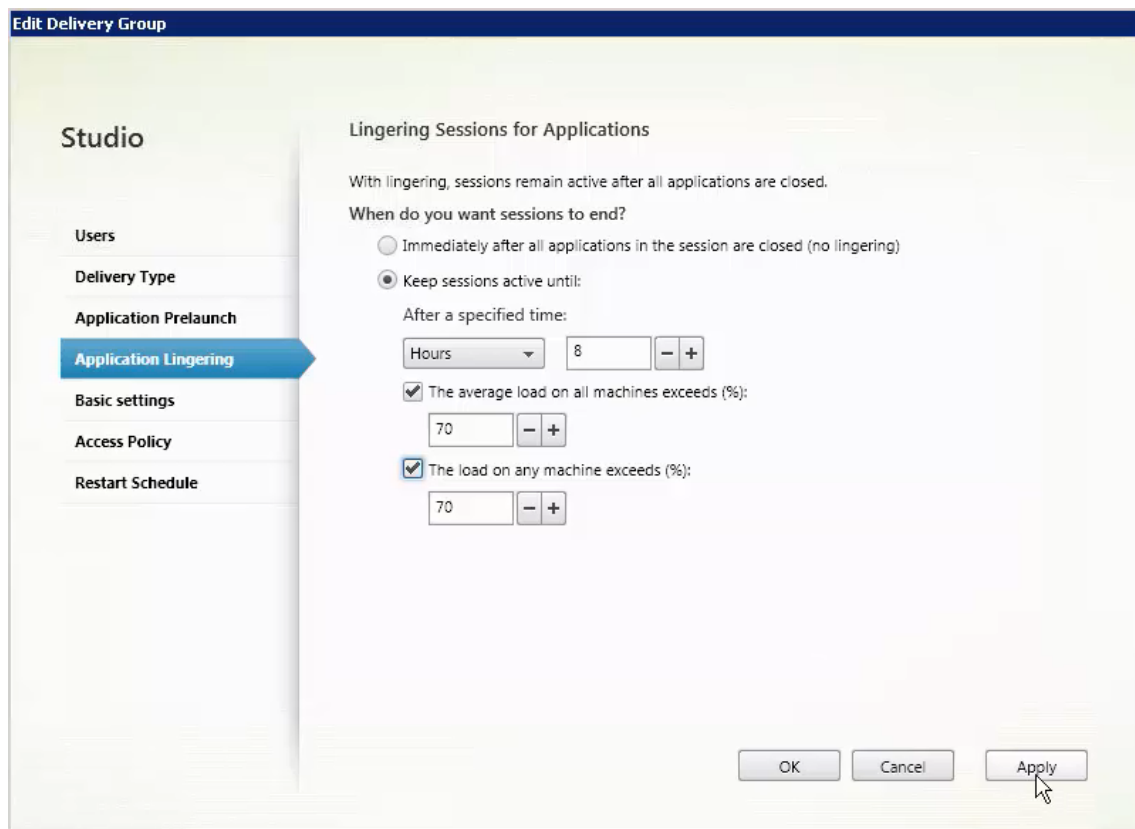 Edit Delivery Group
Studio
Users
Delivery Type
Application Prelaunch
Application Lingering
Basic settings
Access Policy
Restart Schedule
Lingering Sessions for Applications
With lingering, sessions remain active after all applications are closed.
When do you want sessions to end?
Immediately after all applications in the session are closed (no lingering)
Keep sessions active until:
After a specified time:
Hours 8 − +
The average load on all machines exceeds (%):
70 − +
The load on any machine exceeds (%):
70 − +
OK Cancel Apply